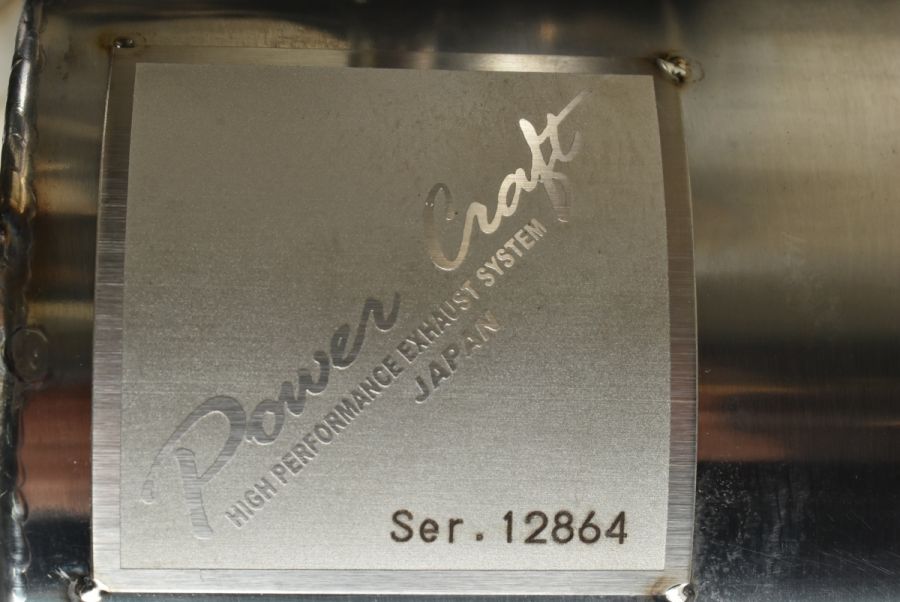 Power Craft
HIGH PERFORMANCE EXHAUST SYSTEM
JAPAN
Ser.12864